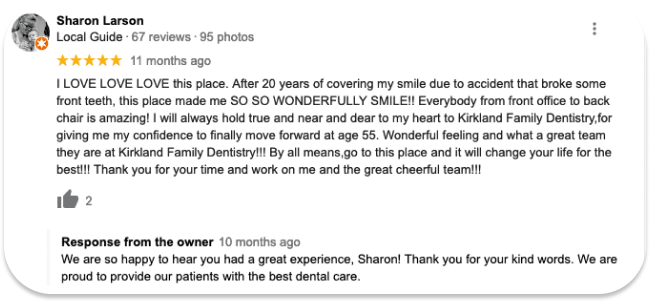 Sharon Larson
Local Guide · 67 reviews · 95 photos
11 months ago
I LOVE LOVE LOVE this place. After 20 years of covering my smile due to accident that broke some
front teeth, this place made me SO SO WONDERFULLY SMILE!! Everybody from front office to back
chair is amazing! I will always hold true and near and dear to my heart to Kirkland Family Dentistry,for
giving me my confidence to finally move forward at age 55. Wonderful feeling and what a great team
they are at Kirkland Family Dentistry!!! By all means,go to this place and it will change your life for the
best!!! Thank you for your time and work on me and the great cheerful team!!!
2
Response from the owner 10 months ago
We are so happy to hear you had a great experience, Sharon! Thank you for your kind words. We are
proud to provide our patients with the best dental care.